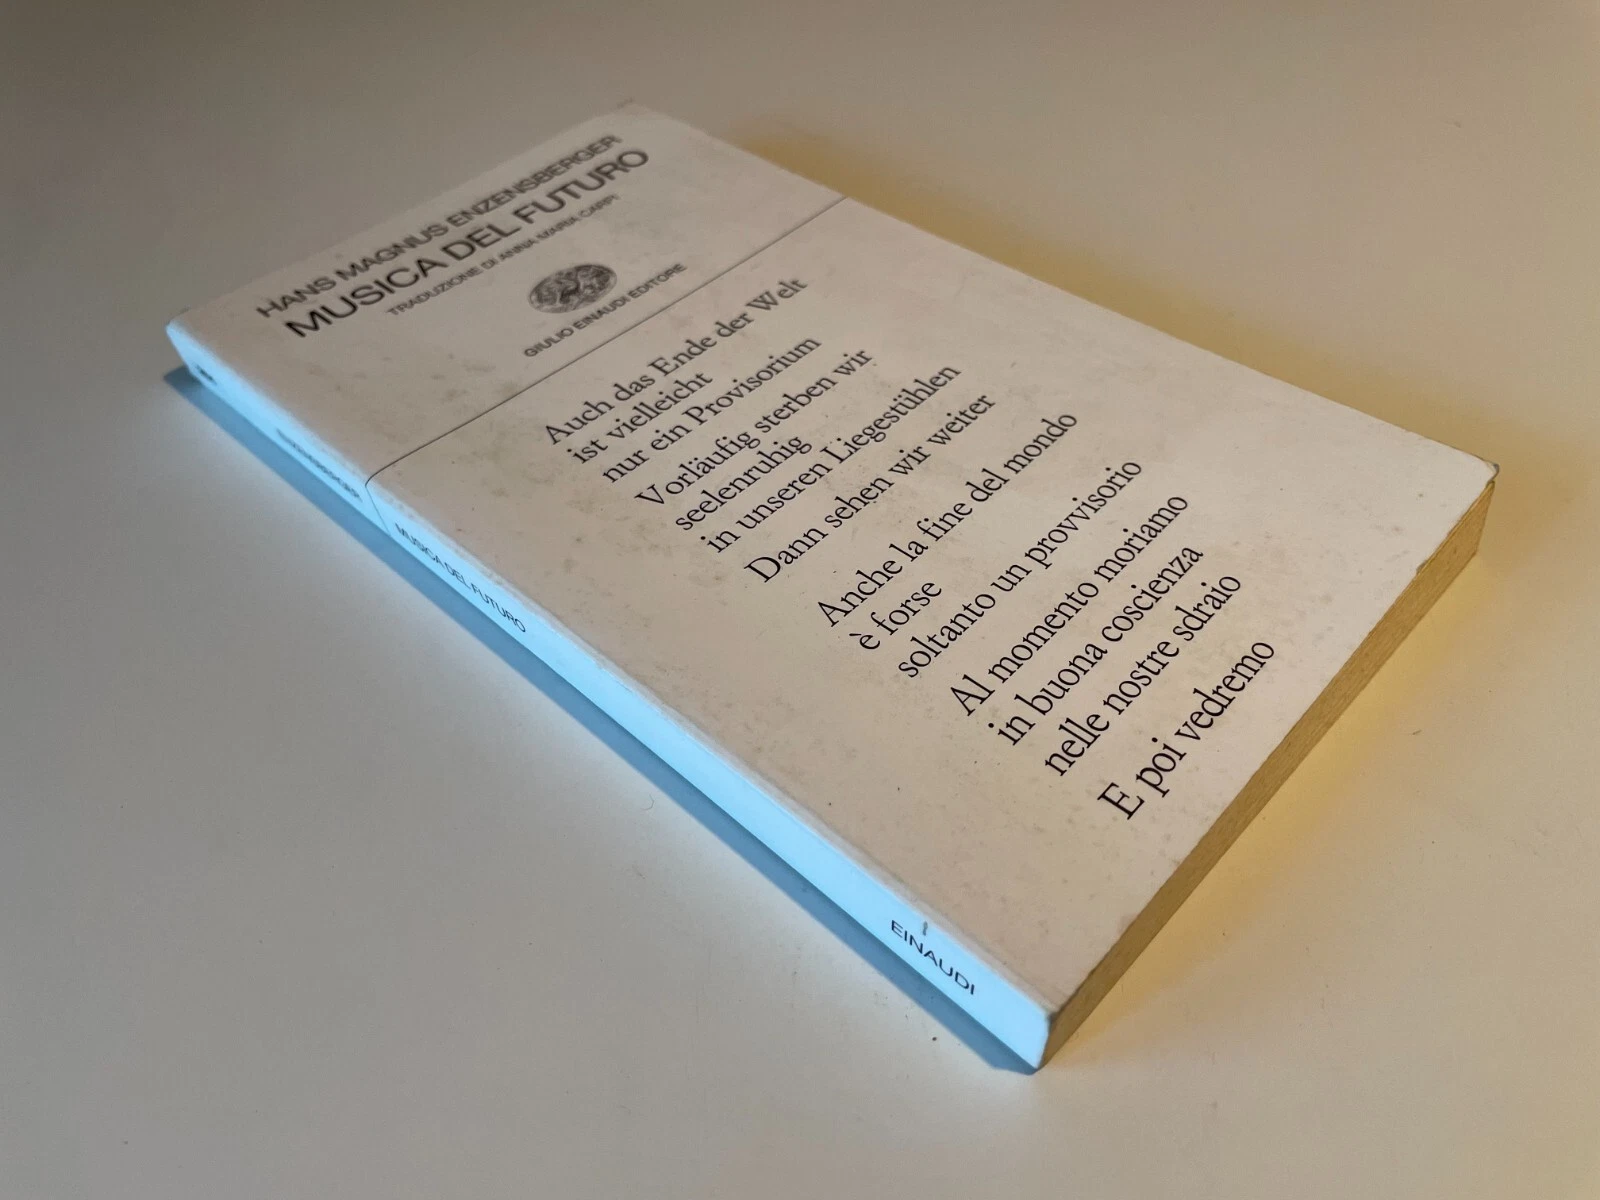 HANS MAGNUS ENZENSBERGER
MUSICA DEL FUTURO
TRADUZIONE DI ANNA MARIA CARPI
GIULIO EINAUDI EDITORE
Auch das Ende der Welt
ist vielleicht
nur ein Provisorium
Vorläufig sterben wir
seelenruhig
in unseren Liegestühlen
Dann sehen wir weiter
Anche la fine del mondo
è forse
soltanto un provvisorio
Al momento moriamo
in buona coscienza
nelle nostre sdraio
E poi vedremo
ENZENSBERGER
MUSICA DEL FUTURO
EINAUDI